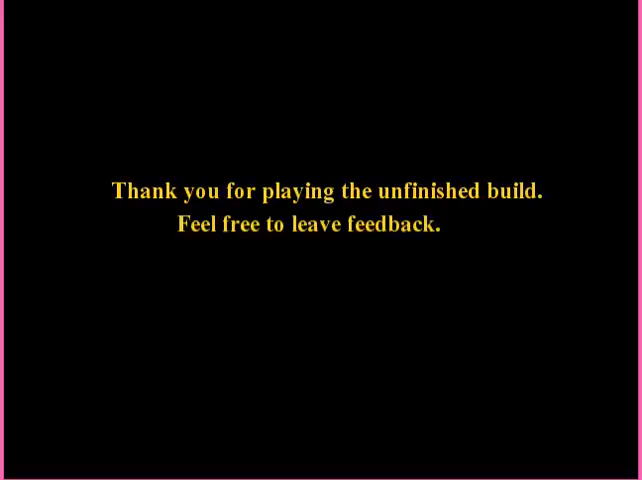 Thank you for playing the unfinished build.
Feel free to leave feedback.